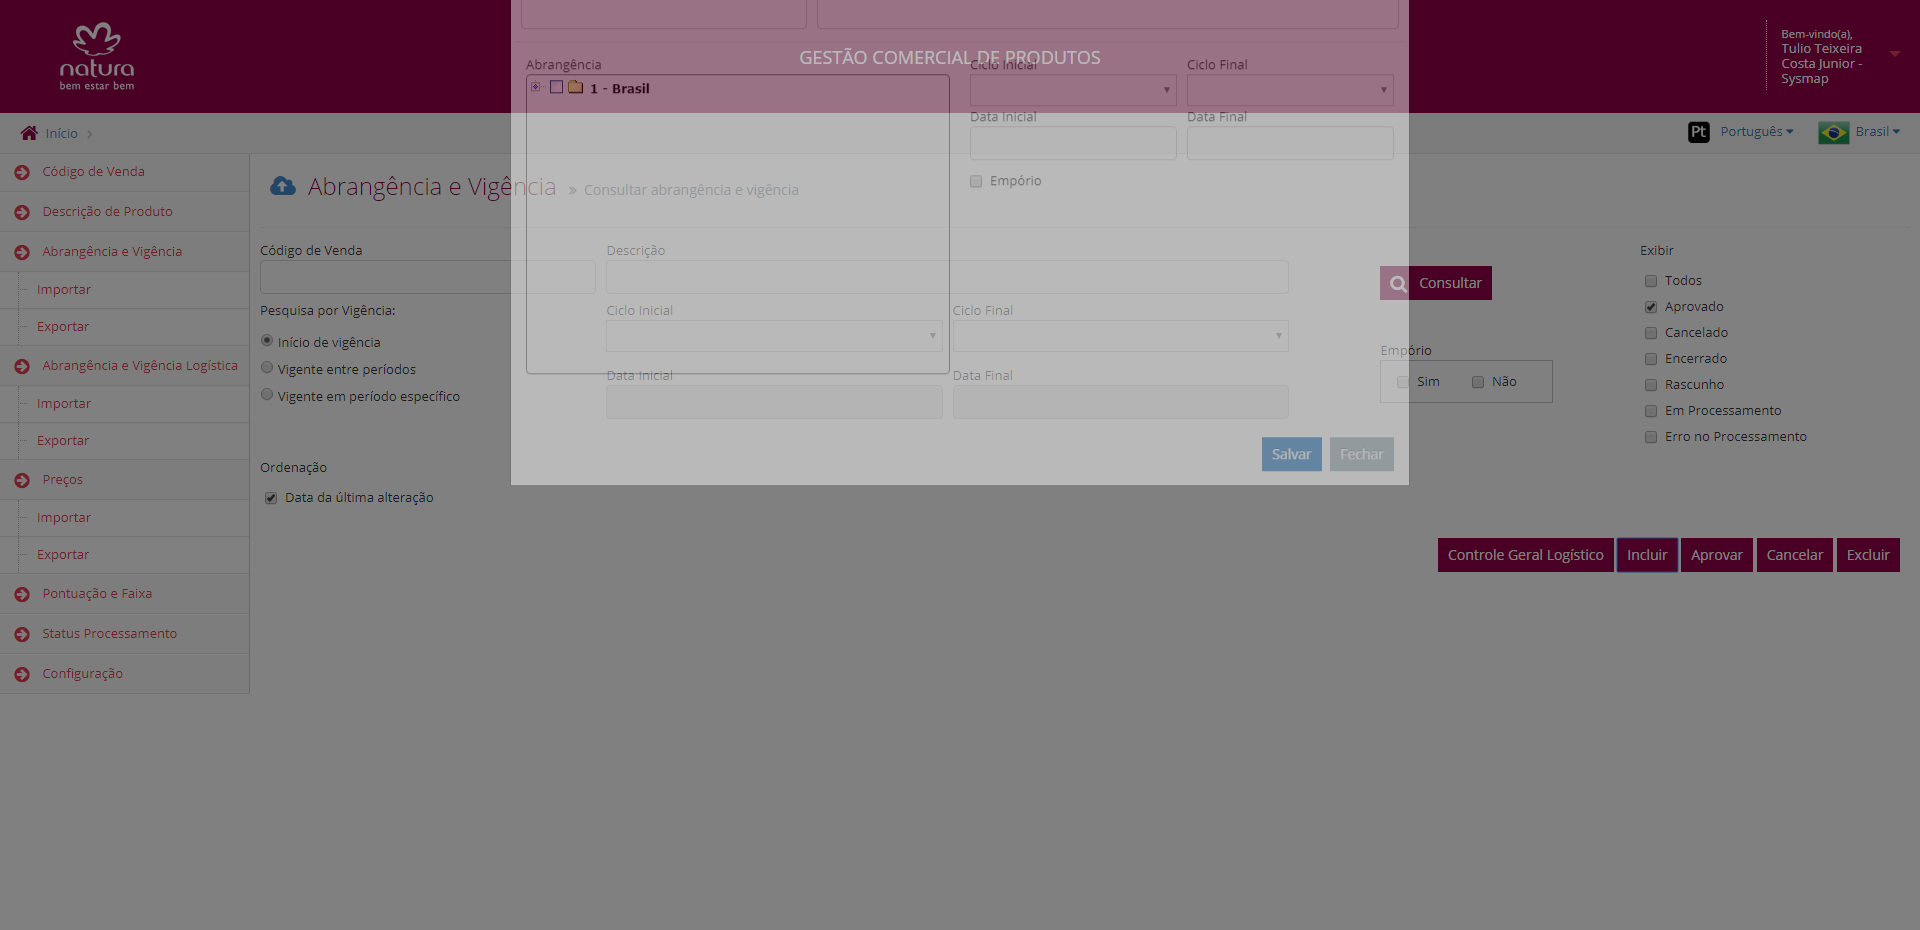 natura
bem estar bem
GESTÃO COMERCIAL DE PRODUTOS
Bem-vindo(a),
Tulio Teixeira
Costa Junior -
Sysmap
Início
Pt Português
Brasil
Código de Venda
Descrição de Produto
Abrangência e Vigência
Importar
Exportar
Abrangência e Vigência Logística
Importar
Exportar
Preços
Importar
Exportar
Pontuação e Faixa
Status Processamento
Configuração
Abrangência e Vigência
Consultar abrangência e vigência
Código de Venda
Descrição
Pesquisa por Vigência:
Início de vigência
Vigente entre períodos
Vigente em período específico
Ciclo Inicial
Ciclo Final
Data Inicial
Data Final
Ordenação
Data da última alteração
Consultar
Empório
Sim
Não
Exibir
Todos
Aprovado
Cancelado
Encerrado
Rascunho
Em Processamento
Erro no Processamento
Controle Geral Logístico
Incluir
Aprovar
Cancelar
Excluir
Abrangência
1 - Brasil
Ciclo Inicial
Ciclo Final
Data Inicial
Data Final
Empório
Salvar
Fechar